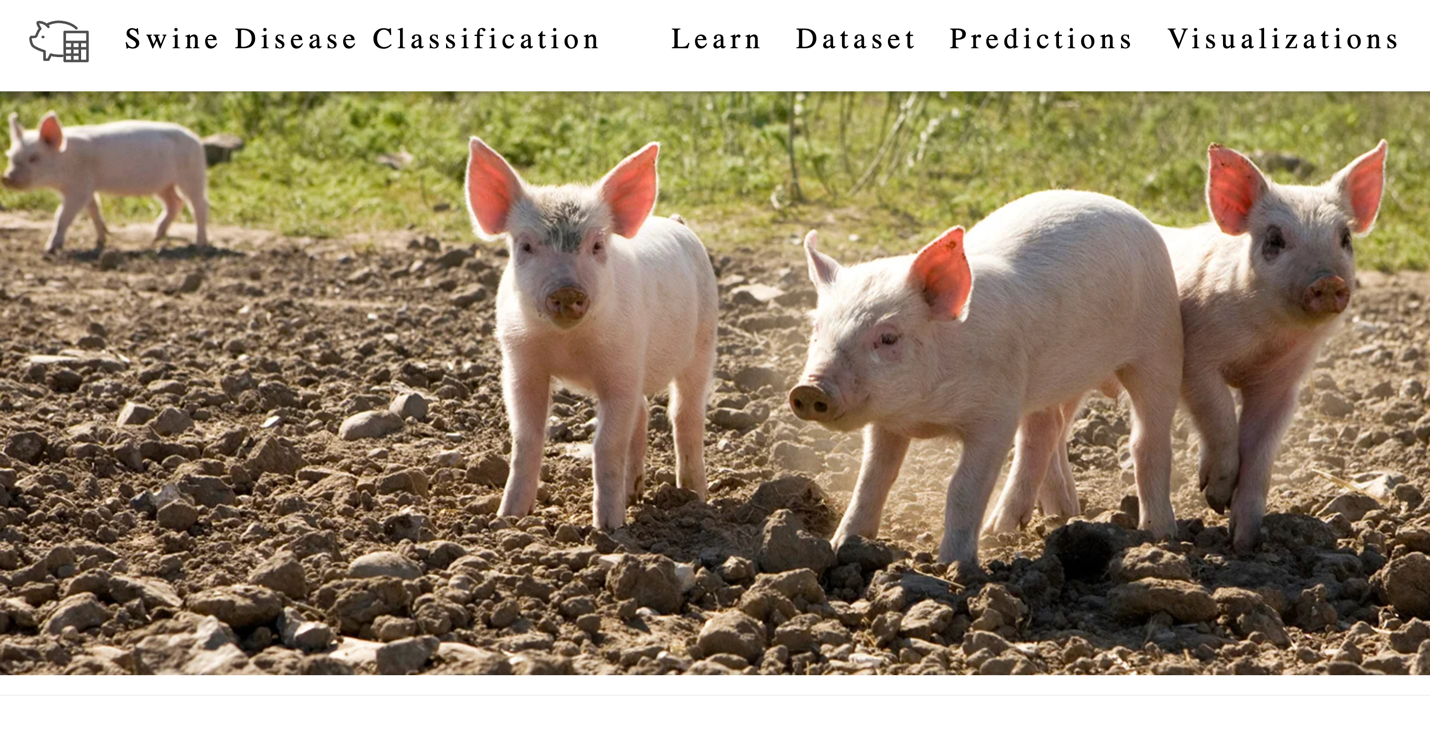 Swine Disease Classification Learn Dataset Predictions Visualizations